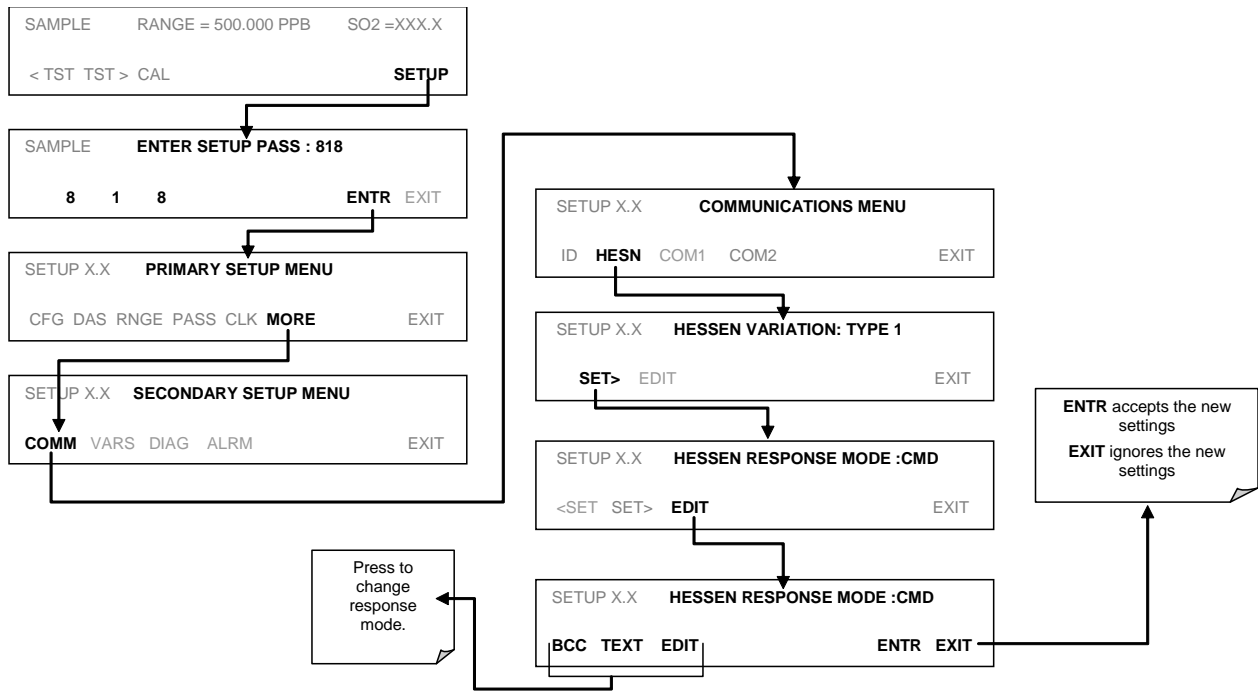 SAMPLE RANGE = 500.000 PPB SO2 =XXX.X
< TST TST > CAL SETUP
SAMPLE ENTER SETUP PASS : 818
8 1 8 ENTR EXIT
SETUP X.X PRIMARY SETUP MENU
CFG DAS RNGE PASS CLK MORE EXIT
SETUP X.X SECONDARY SETUP MENU
COMM VARS DIAG ALRM EXIT
SETUP X.X COMMUNICATIONS MENU
ID HESN COM1 COM2 EXIT
SETUP X.X HESSEN VARIATION: TYPE 1
SET> EDIT EXIT
SETUP X.X HESSEN RESPONSE MODE :CMD
<SET SET> EDIT EXIT
SETUP X.X HESSEN RESPONSE MODE :CMD
BCC TEXT EDIT ENTR EXIT
Press to
change
response
mode.
ENTR accepts the new
settings
EXIT ignores the new
settings